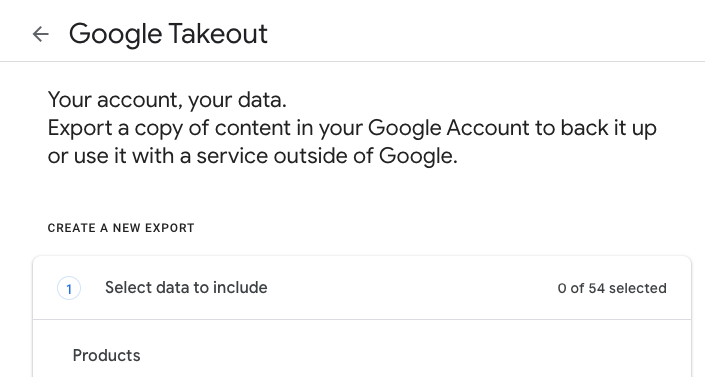 Google Takeout
Your account, your data.
Export a copy of content in your Google Account to back it up
or use it with a service outside of Google.
CREATE A NEW EXPORT
1 Select data to include 0 of 54 selected
Products